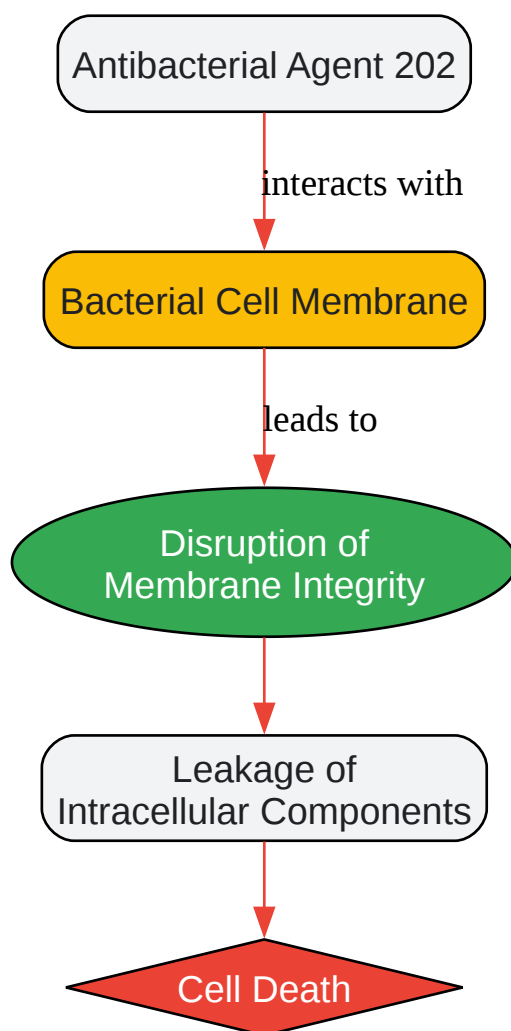 Antibacterial Agent 202
interacts with
Bacterial Cell Membrane
leads to
Disruption of
Membrane Integrity
Leakage of
Intracellular Components
Cell Death